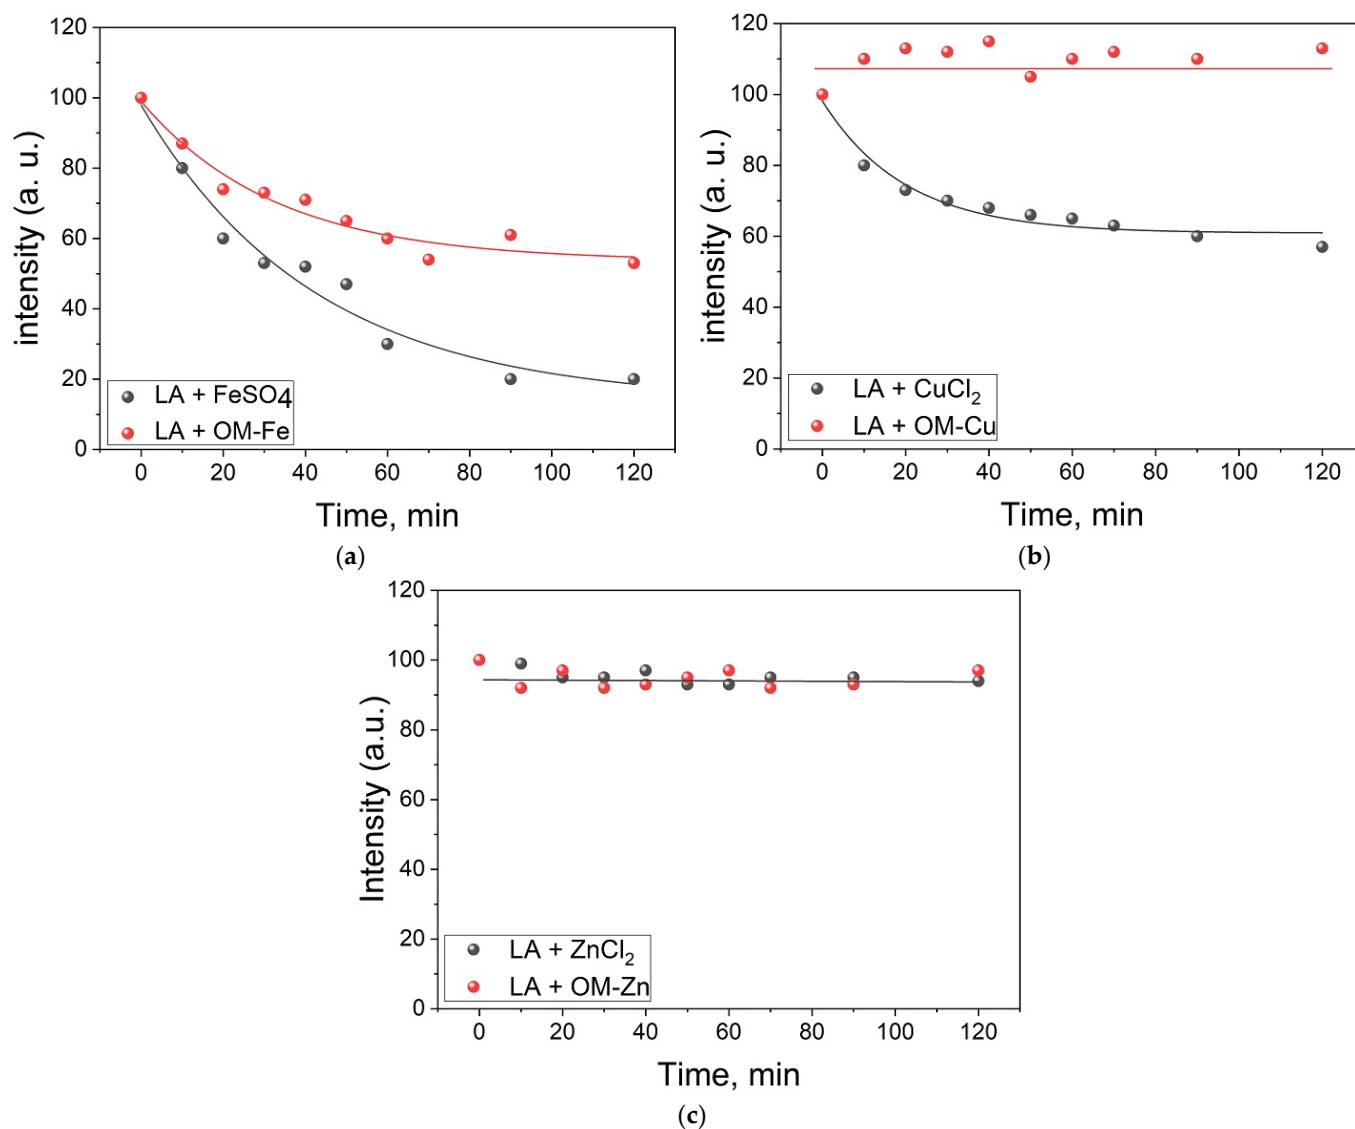 120
100
80
60
40
20
0
intensity (a. u.)
LA + FeSO4
LA + OM-Fe
0 20 40 60 80 100 120
Time, min
(a)
120
100
80
60
40
20
0
intensity (a. u.)
LA + CuCl₂
LA + OM-Cu
0 20 40 60 80 100 120
Time, min
(b)
120
100
80
60
40
20
0
Intensity (a.u.)
LA + ZnCl₂
LA + OM-Zn
0 20 40 60 80 100 120
Time, min
(c)